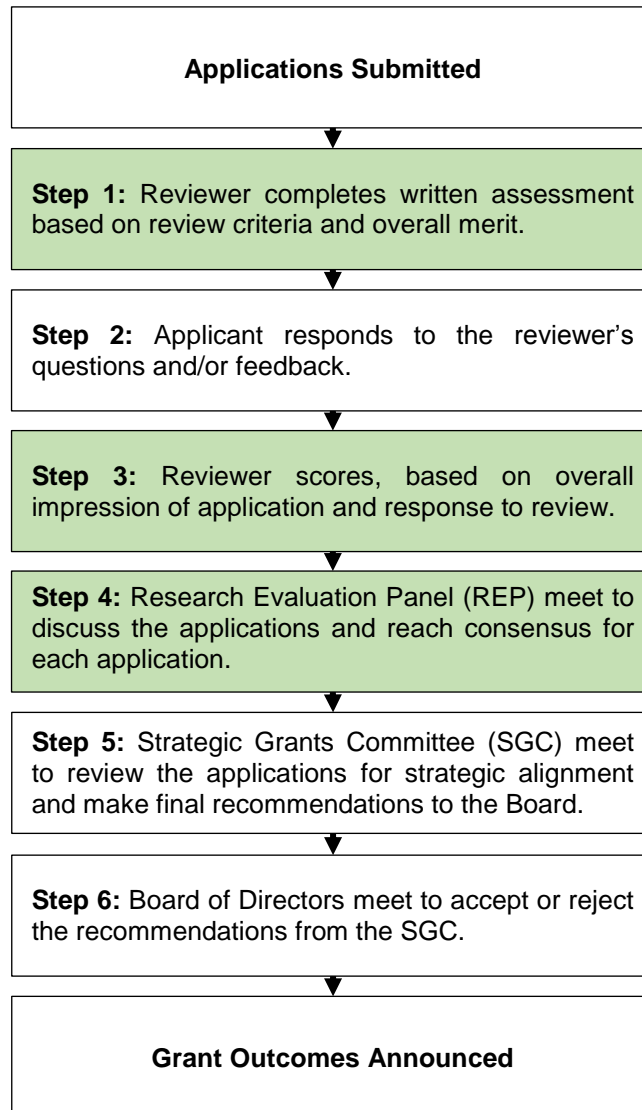 Applications Submitted
Step 1: Reviewer completes written assessment
based on review criteria and overall merit.
Step 2: Applicant responds to the reviewer’s
questions and/or feedback.
Step 3: Reviewer scores, based on overall
impression of application and response to review.
Step 4: Research Evaluation Panel (REP) meet to
discuss the applications and reach consensus for
each application.
Step 5: Strategic Grants Committee (SGC) meet
to review the applications for strategic alignment
and make final recommendations to the Board.
Step 6: Board of Directors meet to accept or reject
the recommendations from the SGC.
Grant Outcomes Announced